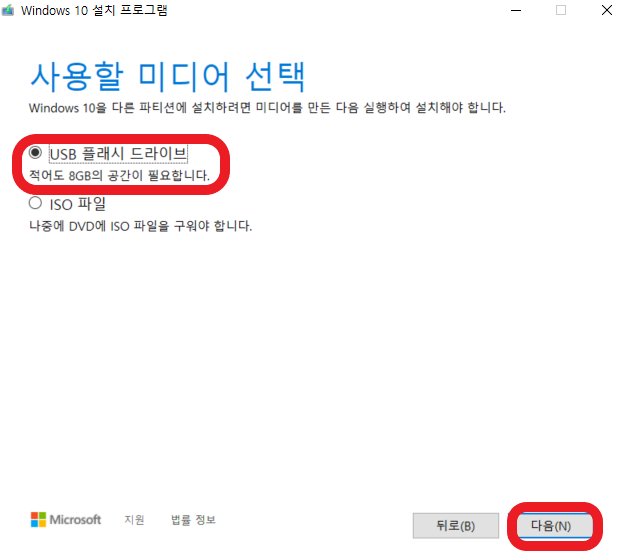 Windows 10 설치 프로그램
사용할 미디어 선택
Windows 10을 다른 파티션에 설치하려면 미디어를 만든 다음 실행하여 설치해야 합니다.
USB 플래시 드라이브
적어도 8GB의 공간이 필요합니다.
ISO 파일
나중에 DVD에 ISO 파일을 구워야 합니다.
Microsoft 지원 법률 정보 뒤로(B) 다음(N)